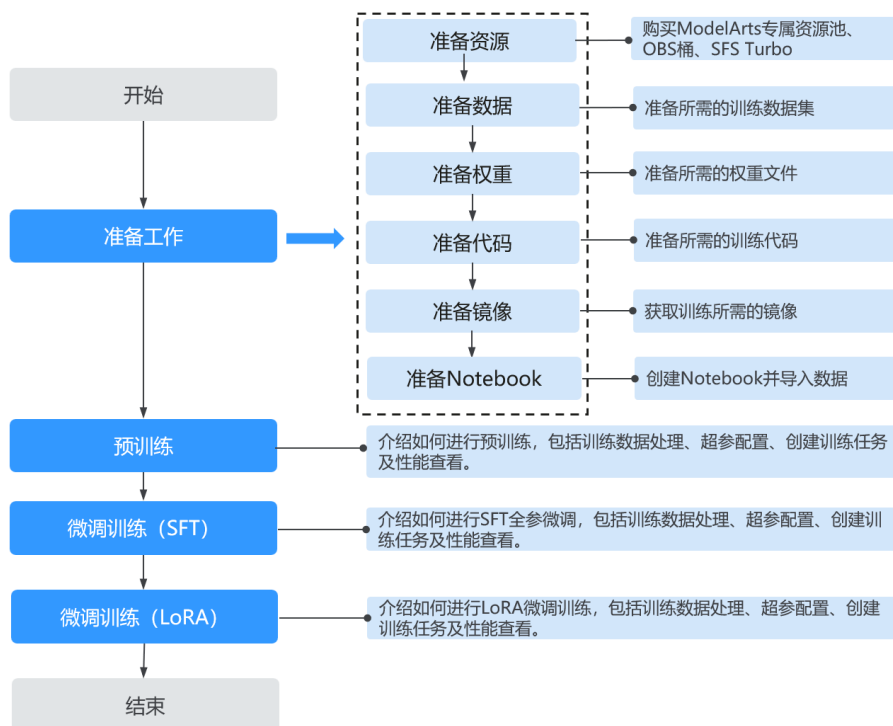 准备资源
购买ModelArts专属资源池、
OBS桶、SFS Turbo
开始
准备数据
准备所需的训练数据集
准备权重
准备所需的权重文件
准备工作
准备代码
准备所需的训练代码
准备镜像
获取训练所需的镜像
准备Notebook
创建Notebook并导入数据
预训练
介绍如何进行预训练，包括训练数据处理、超参配置、创建训练任务
及性能查看。
微调训练（SFT）
介绍如何进行SFT全参微调，包括训练数据处理、超参配置、创建训
练任务及性能查看。
微调训练（LoRA）
介绍如何进行LoRA微调训练，包括训练数据处理、超参配置、创建
训练任务及性能查看。
结束